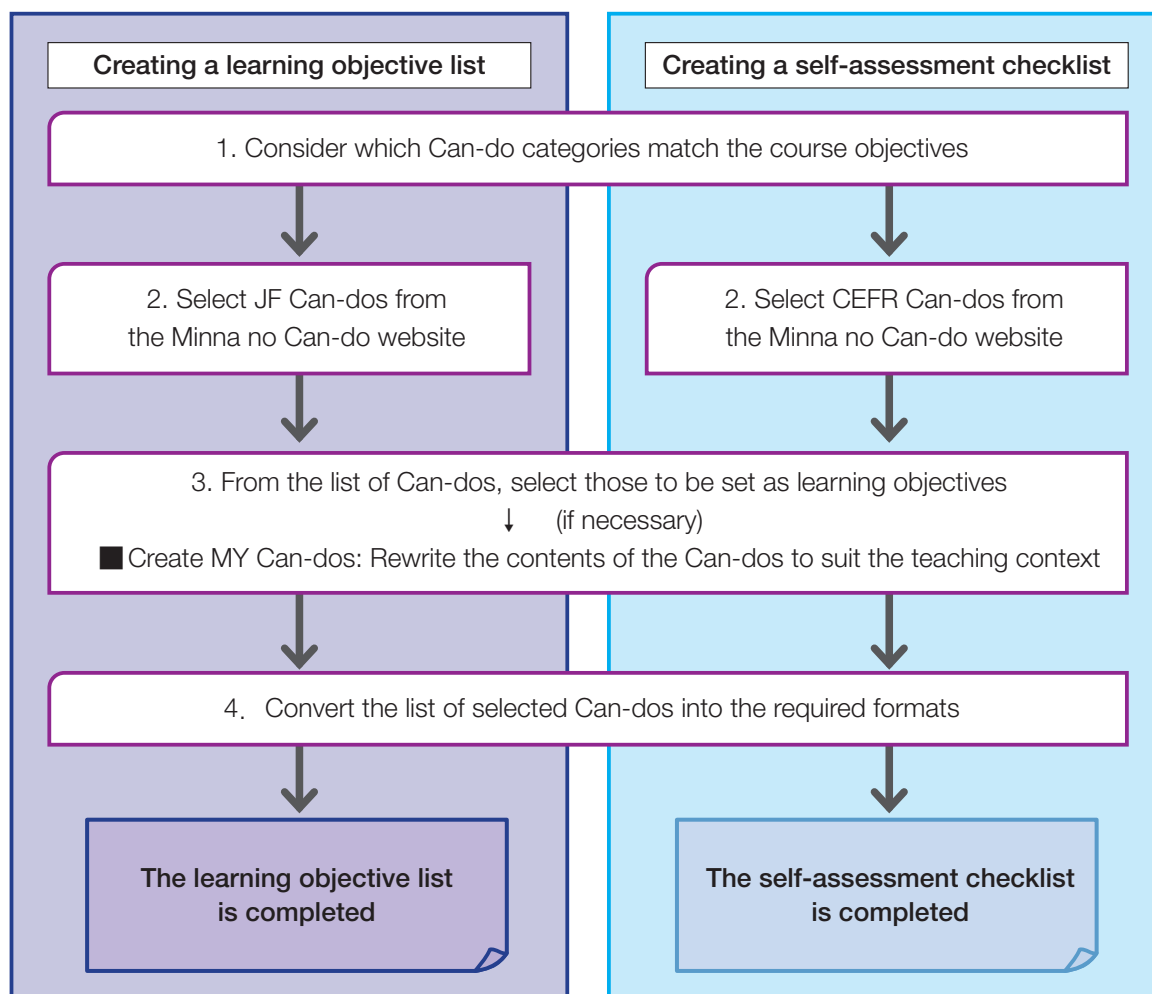 Creating a learning objective list
Creating a self-assessment checklist
1. Consider which Can-do categories match the course objectives
2. Select JF Can-dos from
the Minna no Can-do website
2. Select CEFR Can-dos from
the Minna no Can-do website
3. From the list of Can-dos, select those to be set as learning objectives
↓ (if necessary)
■ Create MY Can-dos: Rewrite the contents of the Can-dos to suit the teaching context
4. Convert the list of selected Can-dos into the required formats
The learning objective list
is completed
The self-assessment checklist
is completed